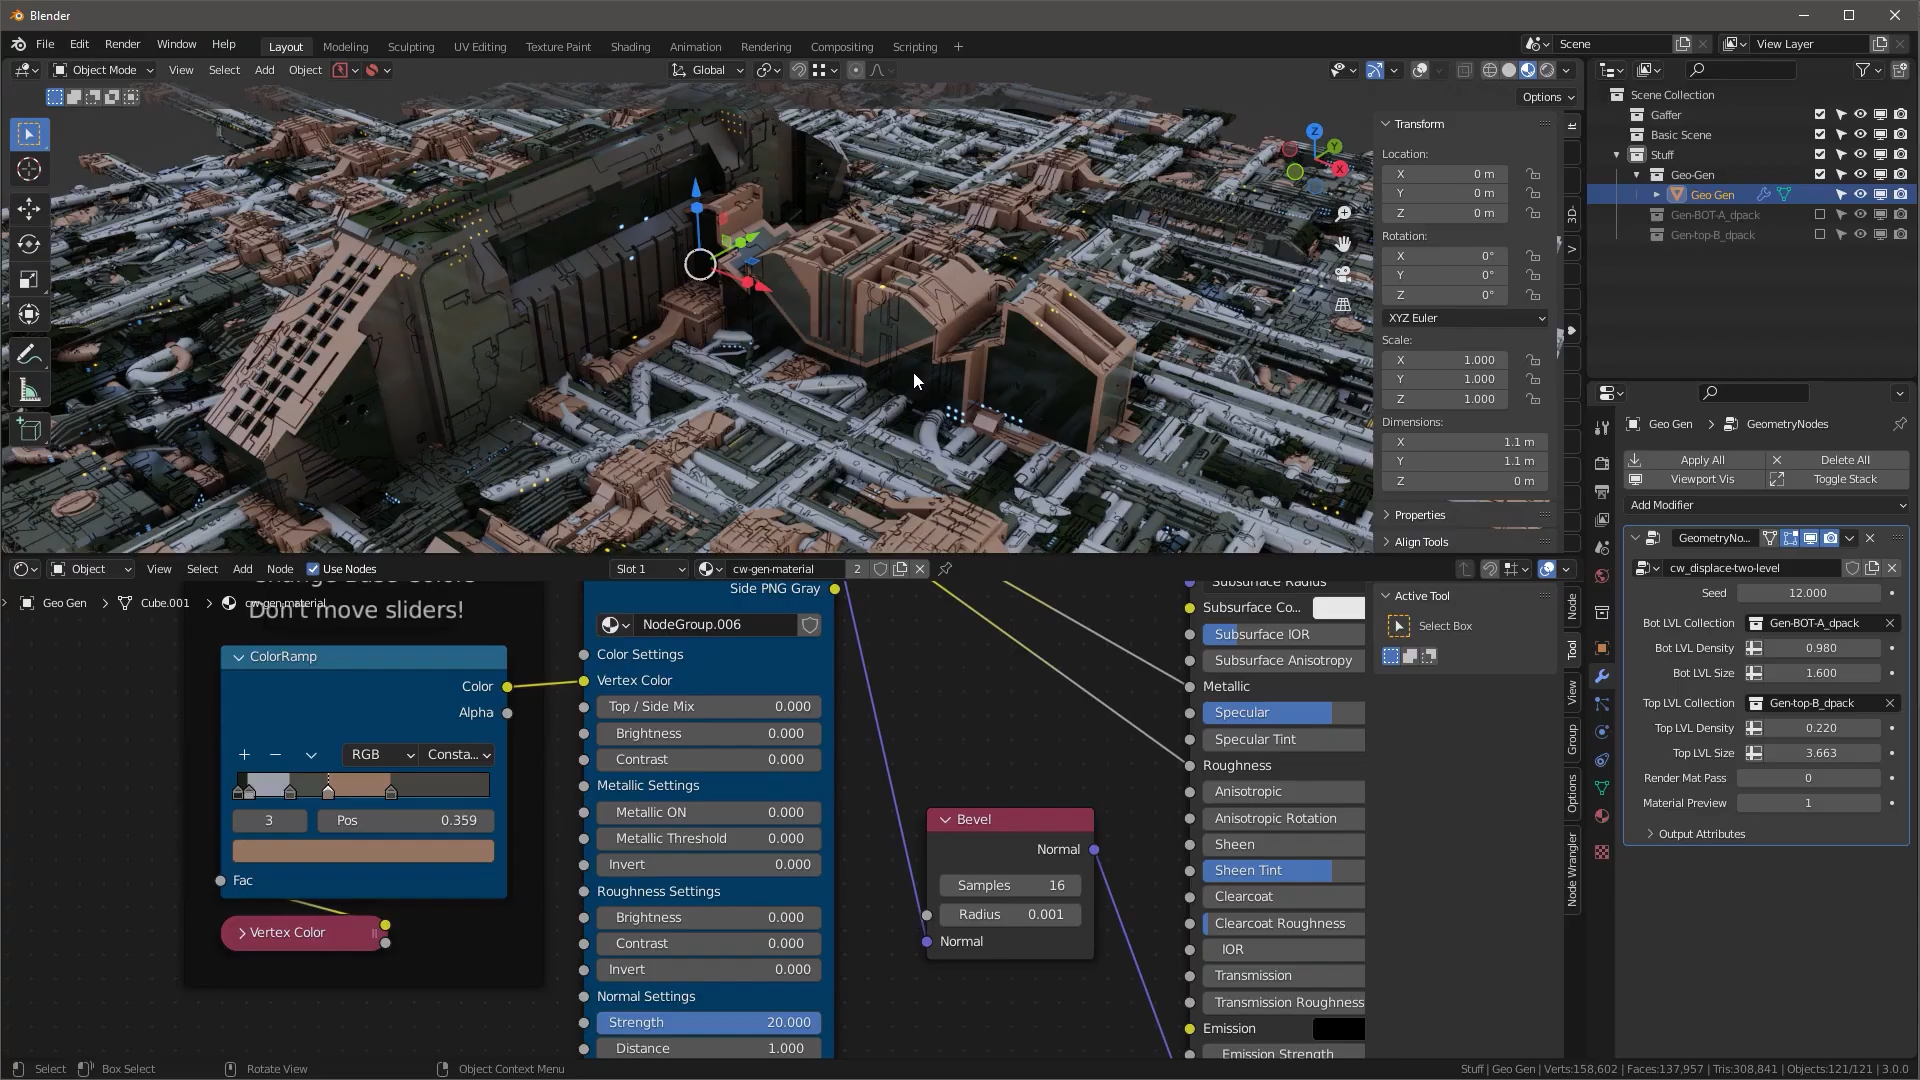 Blender
File Edit Render Window Help
Layout Modeling Sculpting UV Editing Texture Paint Shading Animation Rendering Compositing Scripting +
Scene
View Layer
Object Mode View Select Add Object
Global
Options
Transform
Location:
X 0 m
Y 0 m
Z 0 m
Rotation:
X 0°
Y 0°
Z 0°
XYZ Euler
Scale:
X 1.000
Y 1.000
Z 1.000
Dimensions:
X 1.1 m
Y 1.1 m
Z 0 m
Properties
Align Tools
Z
Y
X
It
3D-
V
Scene Collection
Gaffer
Basic Scene
Stuff
Geo-Gen
Geo Gen
Gen-BOT-A_dpack
Gen-top-B_dpack
Geo Gen > GeometryNodes
Apply All
Delete All
Viewport Vis
Toggle Stack
Add Modifier
GeometryNo...
cw_displace-two-level
Seed 12.000
Bot LVL Collection Gen-BOT-A_dpack
Bot LVL Density 0.980
Bot LVL Size 1.600
Top LVL Collection Gen-top-B_dpack
Top LVL Density 0.220
Top LVL Size 3.663
Render Mat Pass 0
Material Preview 1
Output Attributes
Object View Select Add Node Use Nodes
Slot 1
cw-gen-material 2
Geo Gen > Cube.001 > cw-gen-material
Change Base Colors
Don't move sliders!
ColorRamp
Color
Alpha
RGB
Consta...
3
Pos 0.359
Fac
Vertex Color
Side PNG Gray
NodeGroup.006
Color Settings
Vertex Color
Top / Side Mix 0.000
Brightness 0.000
Contrast 0.000
Metallic Settings
Metallic ON 0.000
Metallic Threshold 0.000
Invert 0.000
Roughness Settings
Brightness 0.000
Contrast 0.000
Invert 0.000
Normal Settings
Strength 20.000
Distance 1.000
Bevel
Normal
Samples 16
Radius 0.001
Normal
Subsurface Radius
Subsurface Co...
Subsurface IOR
Subsurface Anisotropy
Metallic
Specular
Specular Tint
Roughness
Anisotropic
Anisotropic Rotation
Sheen
Sheen Tint
Clearcoat
Clearcoat Roughness
IOR
Transmission
Transmission Roughness
Emission
Emission Strength
Active Tool
Select Box
Node
Tool
View
Group
Options
Node Wrangler
Select
Box Select
Rotate View
Object Context Menu
Stuff | Geo Gen | Verts:158,602 | Faces:137,957 | Tris:308,841 | Objects:121/121 | 3.0.0